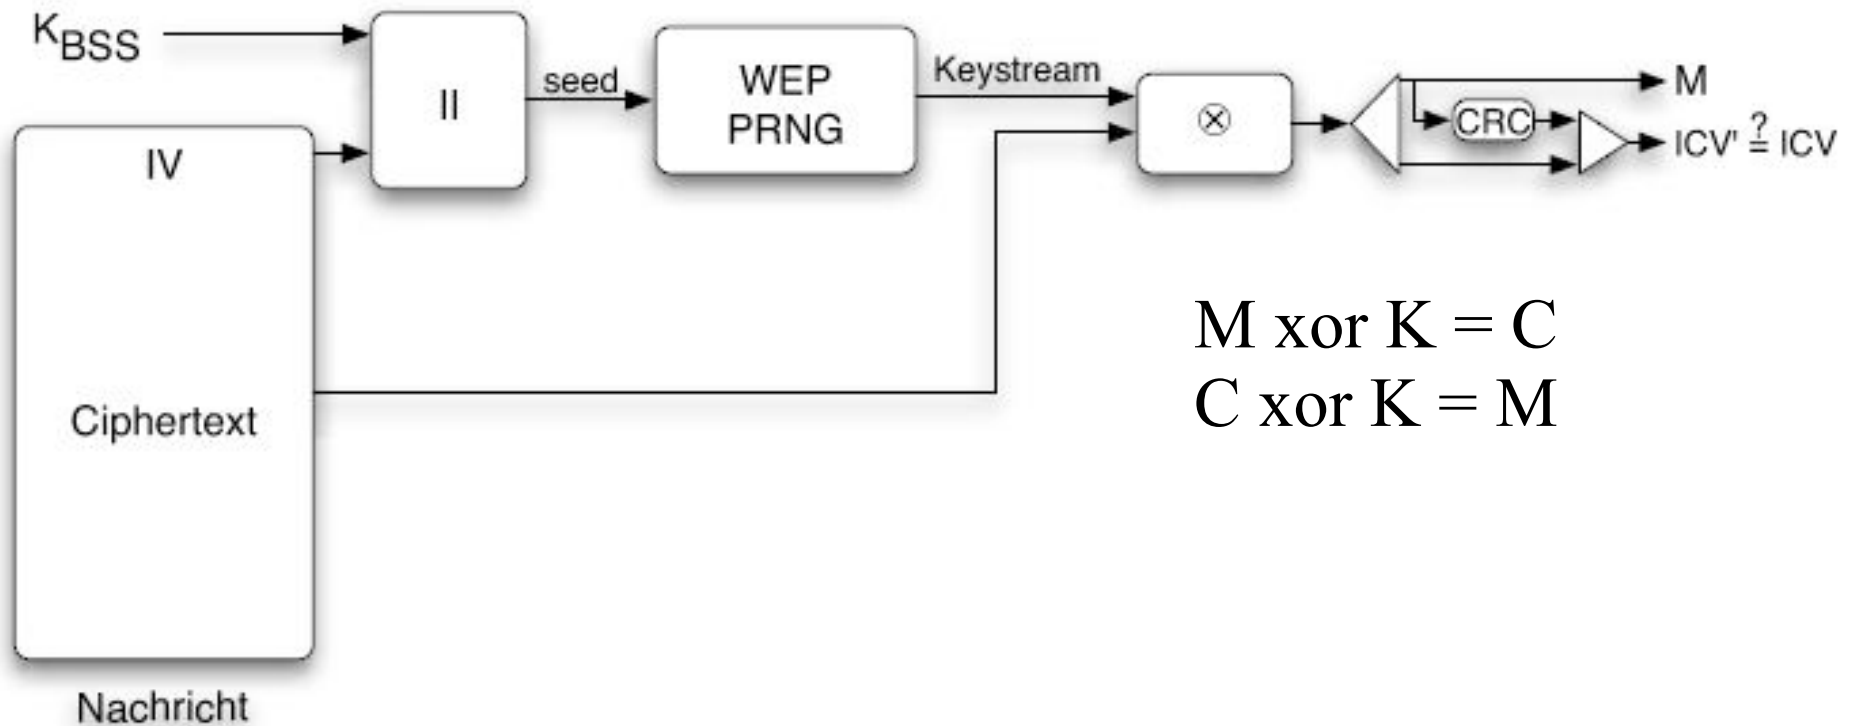 K_BSS
II
seed
WEP
PRNG
Keystream
⊗
M
CRC
ICV' ≟ ICV
IV
Ciphertext
Nachricht
M xor K = C
C xor K = M